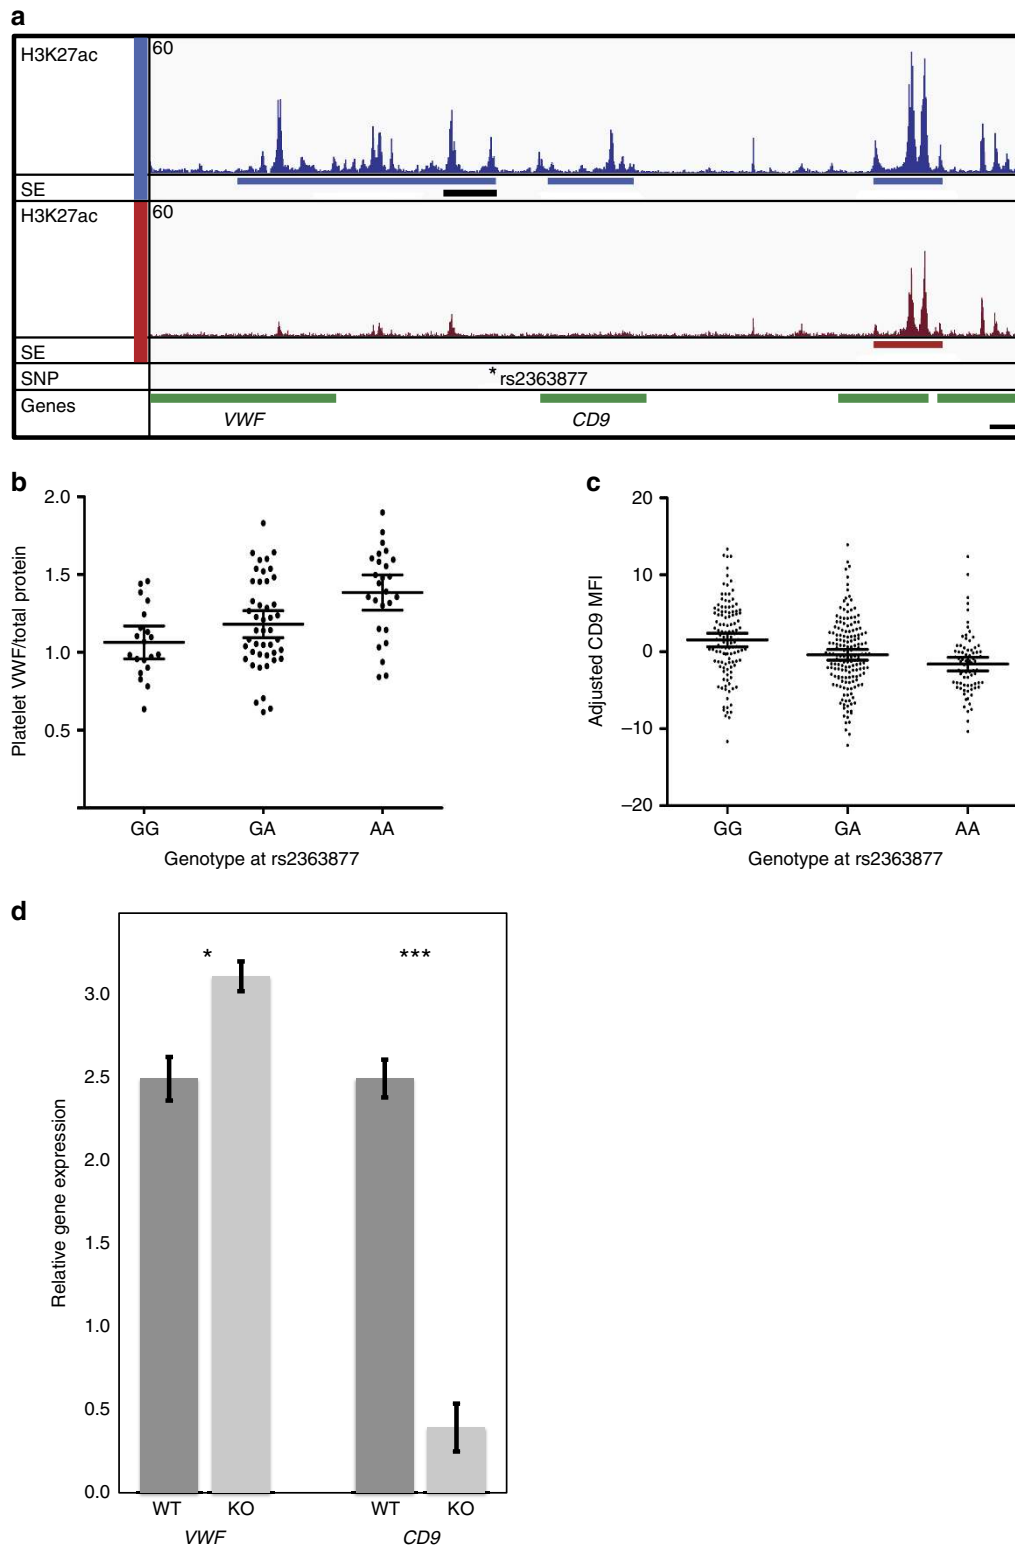 a
H3K27ac 60
SE
H3K27ac 60
SE
SNP * rs2363877
Genes
VWF CD9
b
2.0
1.5
1.0
0.5
Platelet VWF/total protein
GG GA AA
Genotype at rs2363877
c
20
10
0
−10
−20
Adjusted CD9 MFI
GG GA AA
Genotype at rs2363877
d
* ***
3.0
2.5
2.0
1.5
1.0
0.5
0.0
Relative gene expression
WT KO WT KO
VWF CD9